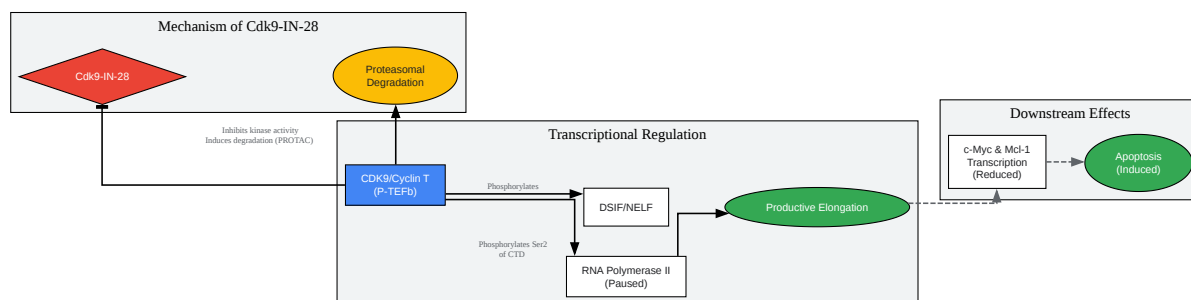 Mechanism of Cdk9-IN-28
Cdk9-IN-28
Proteasomal
Degradation
Inhibits kinase activity
Induces degradation (PROTAC)
Transcriptional Regulation
CDK9/Cyclin T
(P-TEFb)
Phosphorylates
DSIF/NELF
Phosphorylates Ser2
of CTD
RNA Polymerase II
(Paused)
Productive Elongation
Downstream Effects
c-Myc & Mcl-1
Transcription
(Reduced)
Apoptosis
(Induced)